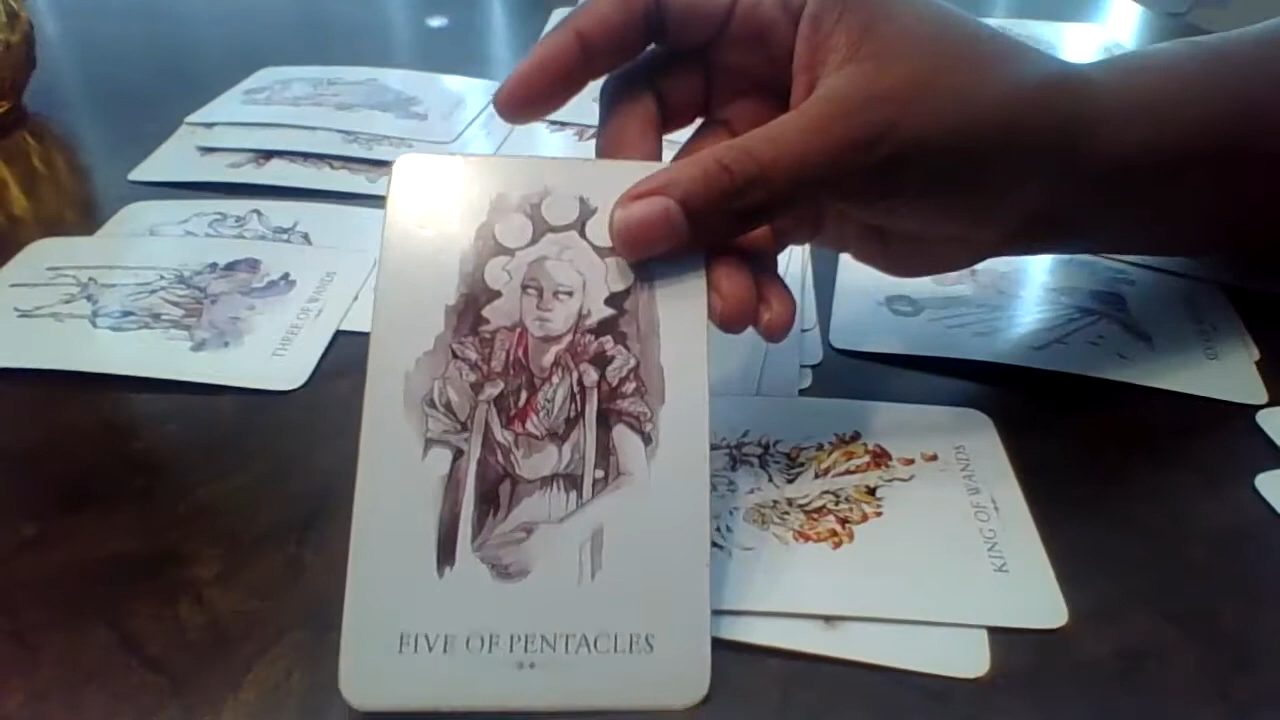 THREE OF WANDS
KING OF WANDS
FIVE OF PENTACLES